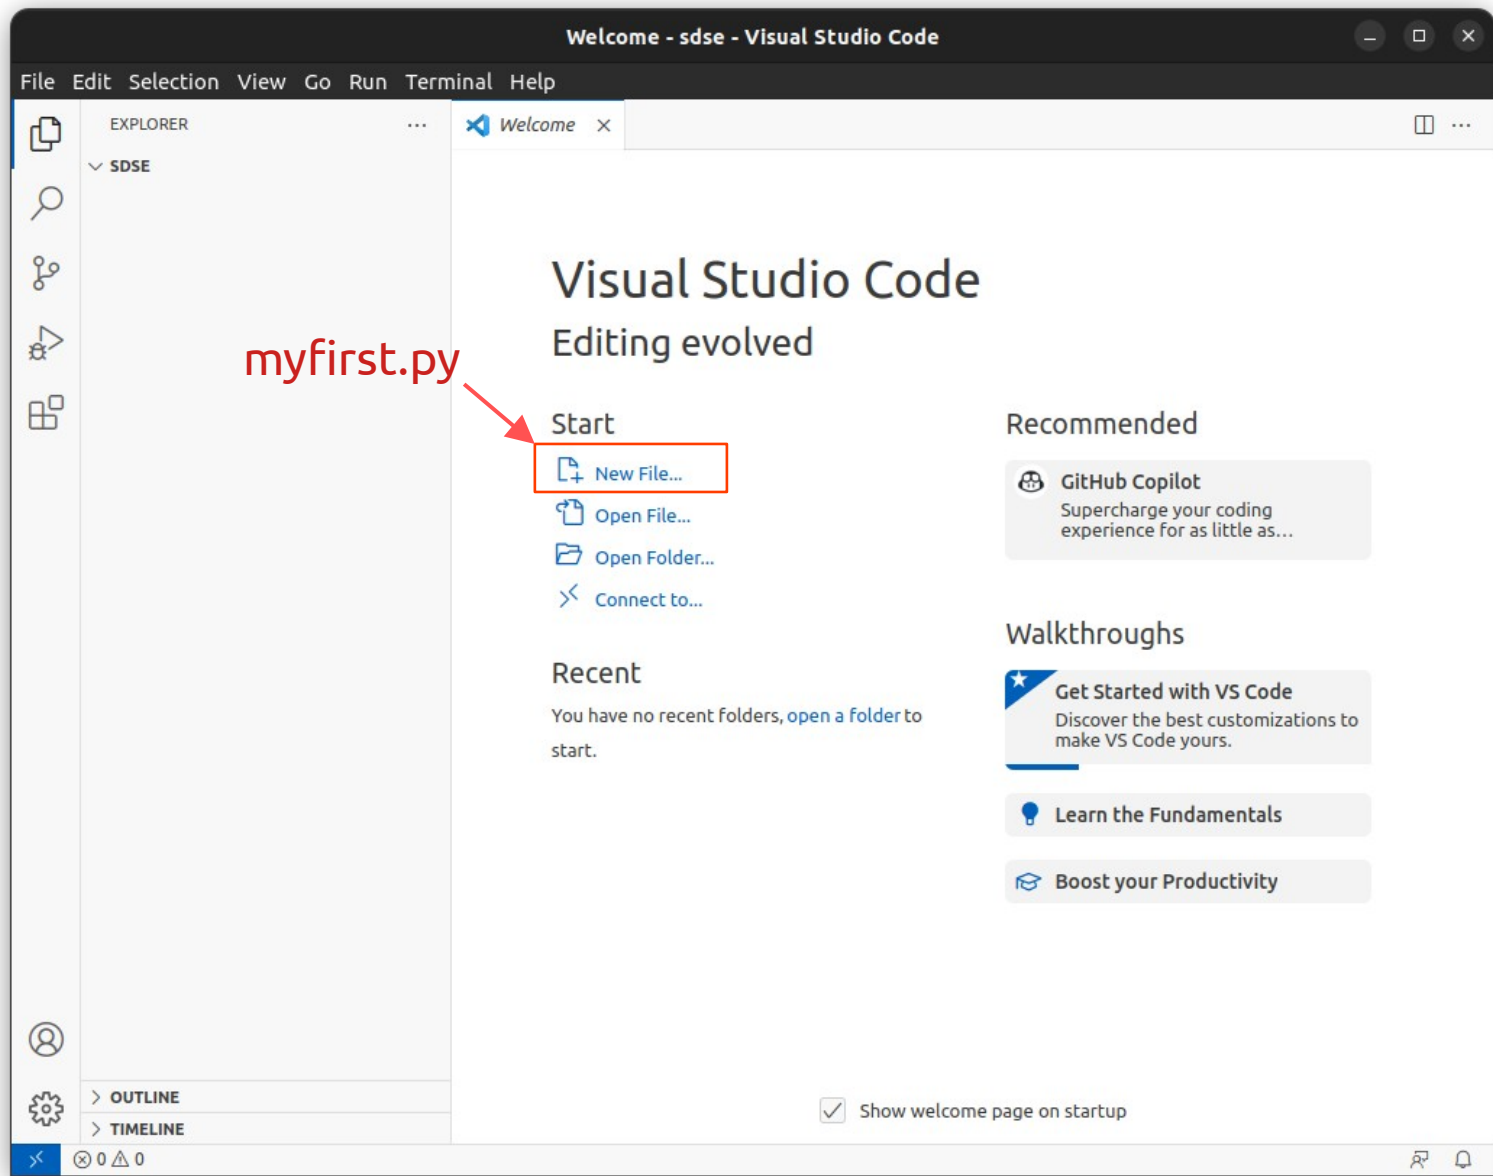 Welcome - sdse - Visual Studio Code
File Edit Selection View Go Run Terminal Help
EXPLORER
Welcome
SDSE
Visual Studio Code
Editing evolved
myfirst.py
Start
New File...
Open File...
Open Folder...
Connect to...
Recent
You have no recent folders, open a folder to
start.
Recommended
GitHub Copilot
Supercharge your coding
experience for as little as...
Walkthroughs
Get Started with VS Code
Discover the best customizations to
make VS Code yours.
Learn the Fundamentals
Boost your Productivity
OUTLINE
TIMELINE
Show welcome page on startup
0 0